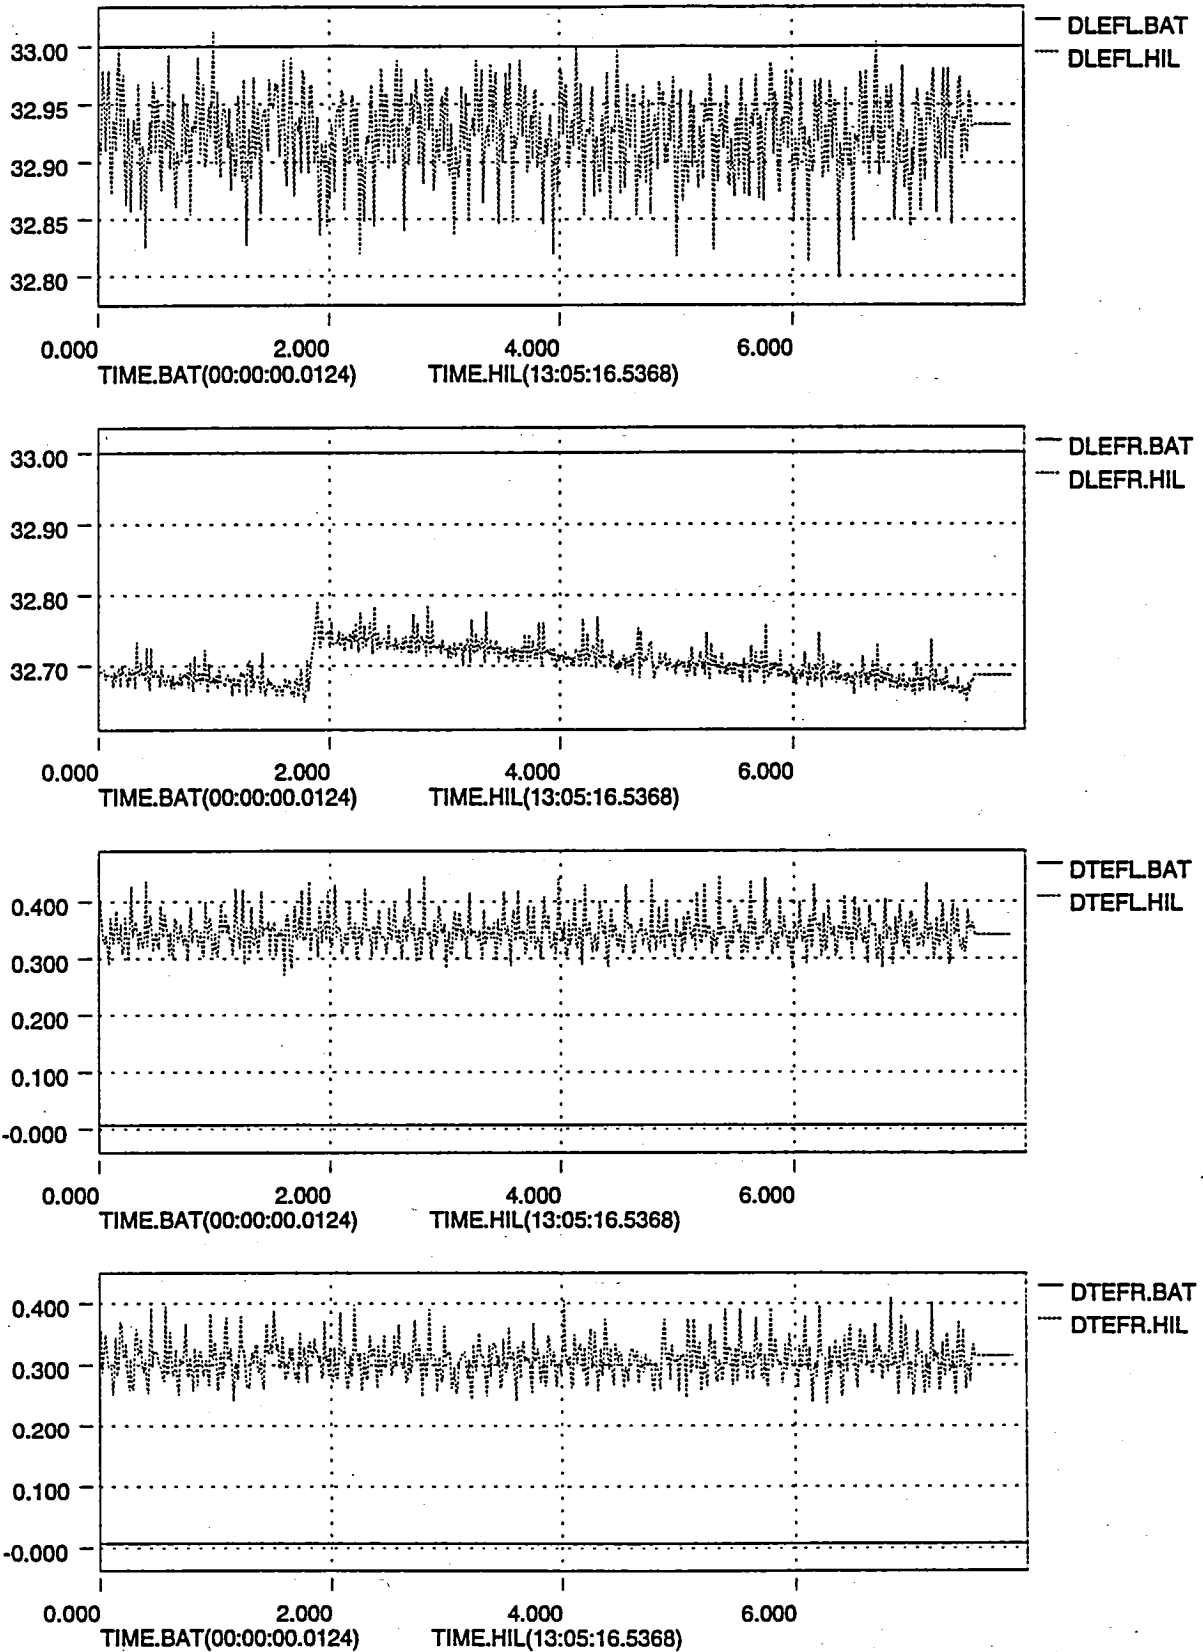 33.00
32.95
32.90
32.85
32.80
DLEFL.BAT
DLEFL.HIL
0.000 2.000 4.000 6.000
TIME.BAT(00:00:00.0124) TIME.HIL(13:05:16.5368)
33.00
32.90
32.80
32.70
DLEFR.BAT
DLEFR.HIL
0.000 2.000 4.000 6.000
TIME.BAT(00:00:00.0124) TIME.HIL(13:05:16.5368)
0.400
0.300
0.200
0.100
-0.000
DTEFL.BAT
DTEFL.HIL
0.000 2.000 4.000 6.000
TIME.BAT(00:00:00.0124) TIME.HIL(13:05:16.5368)
0.400
0.300
0.200
0.100
-0.000
DTEFR.BAT
DTEFR.HIL
0.000 2.000 4.000 6.000
TIME.BAT(00:00:00.0124) TIME.HIL(13:05:16.5368)